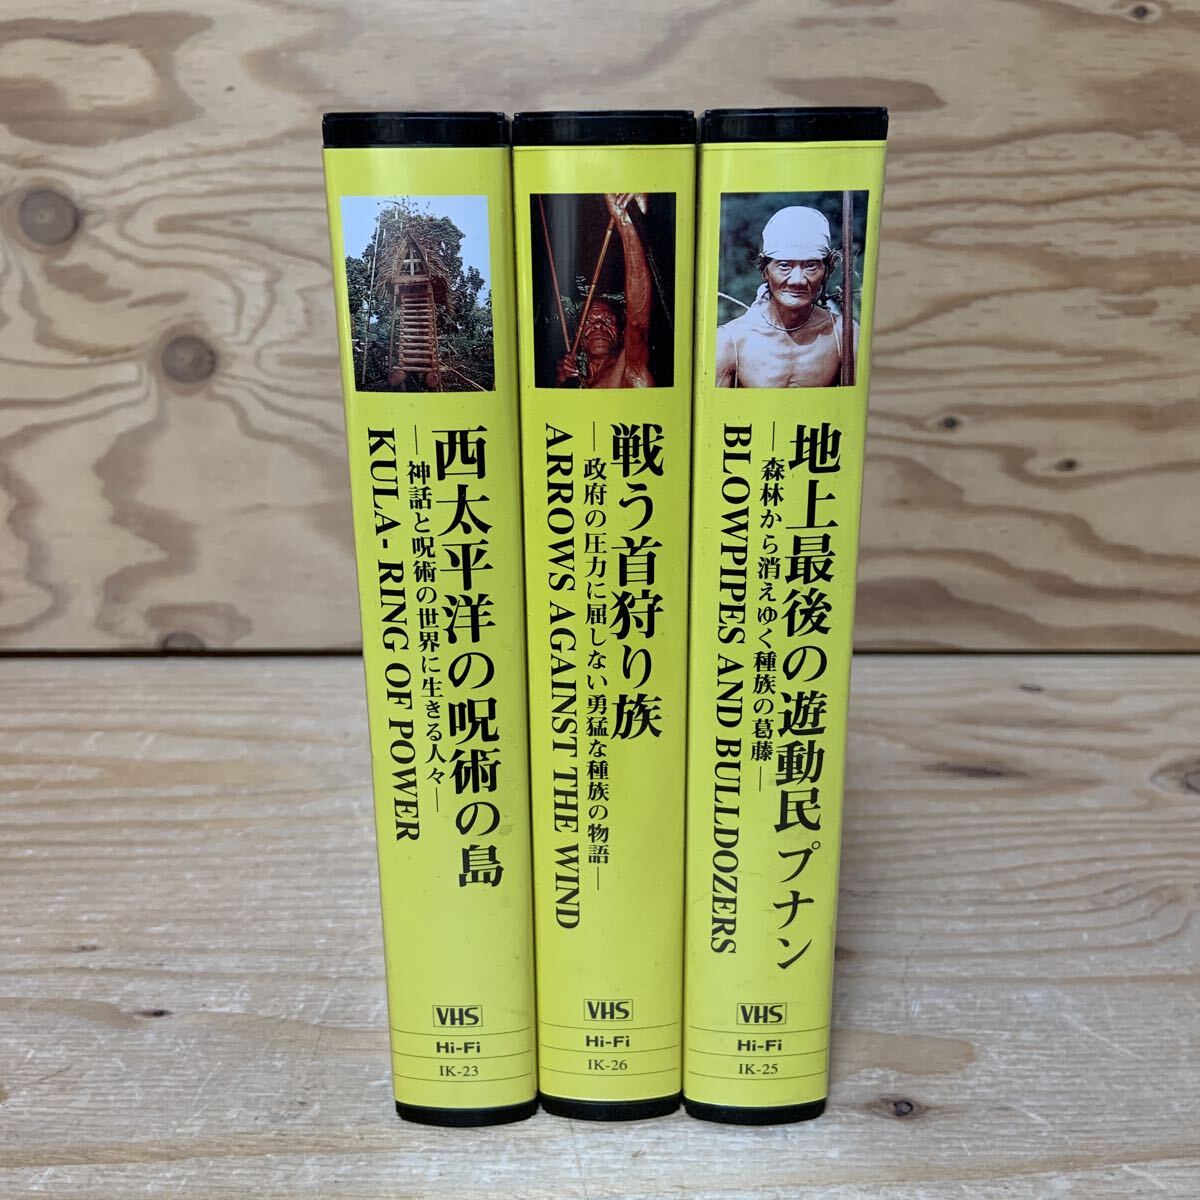 西太平洋の呪術の島
―神話と呪術の世界に生きる人々―
KULA- RING OF POWER
VHS
Hi-Fi
IK-23
戦う首狩り族
―政府の圧力に屈しない勇猛な種族の物語―
ARROWS AGAINST THE WIND
VHS
Hi-Fi
IK-26
地上最後の遊動民 プナン
―森林から消えゆく種族の葛藤―
BLOWPIPES AND BULLDOZERS
VHS
Hi-Fi
IK-25